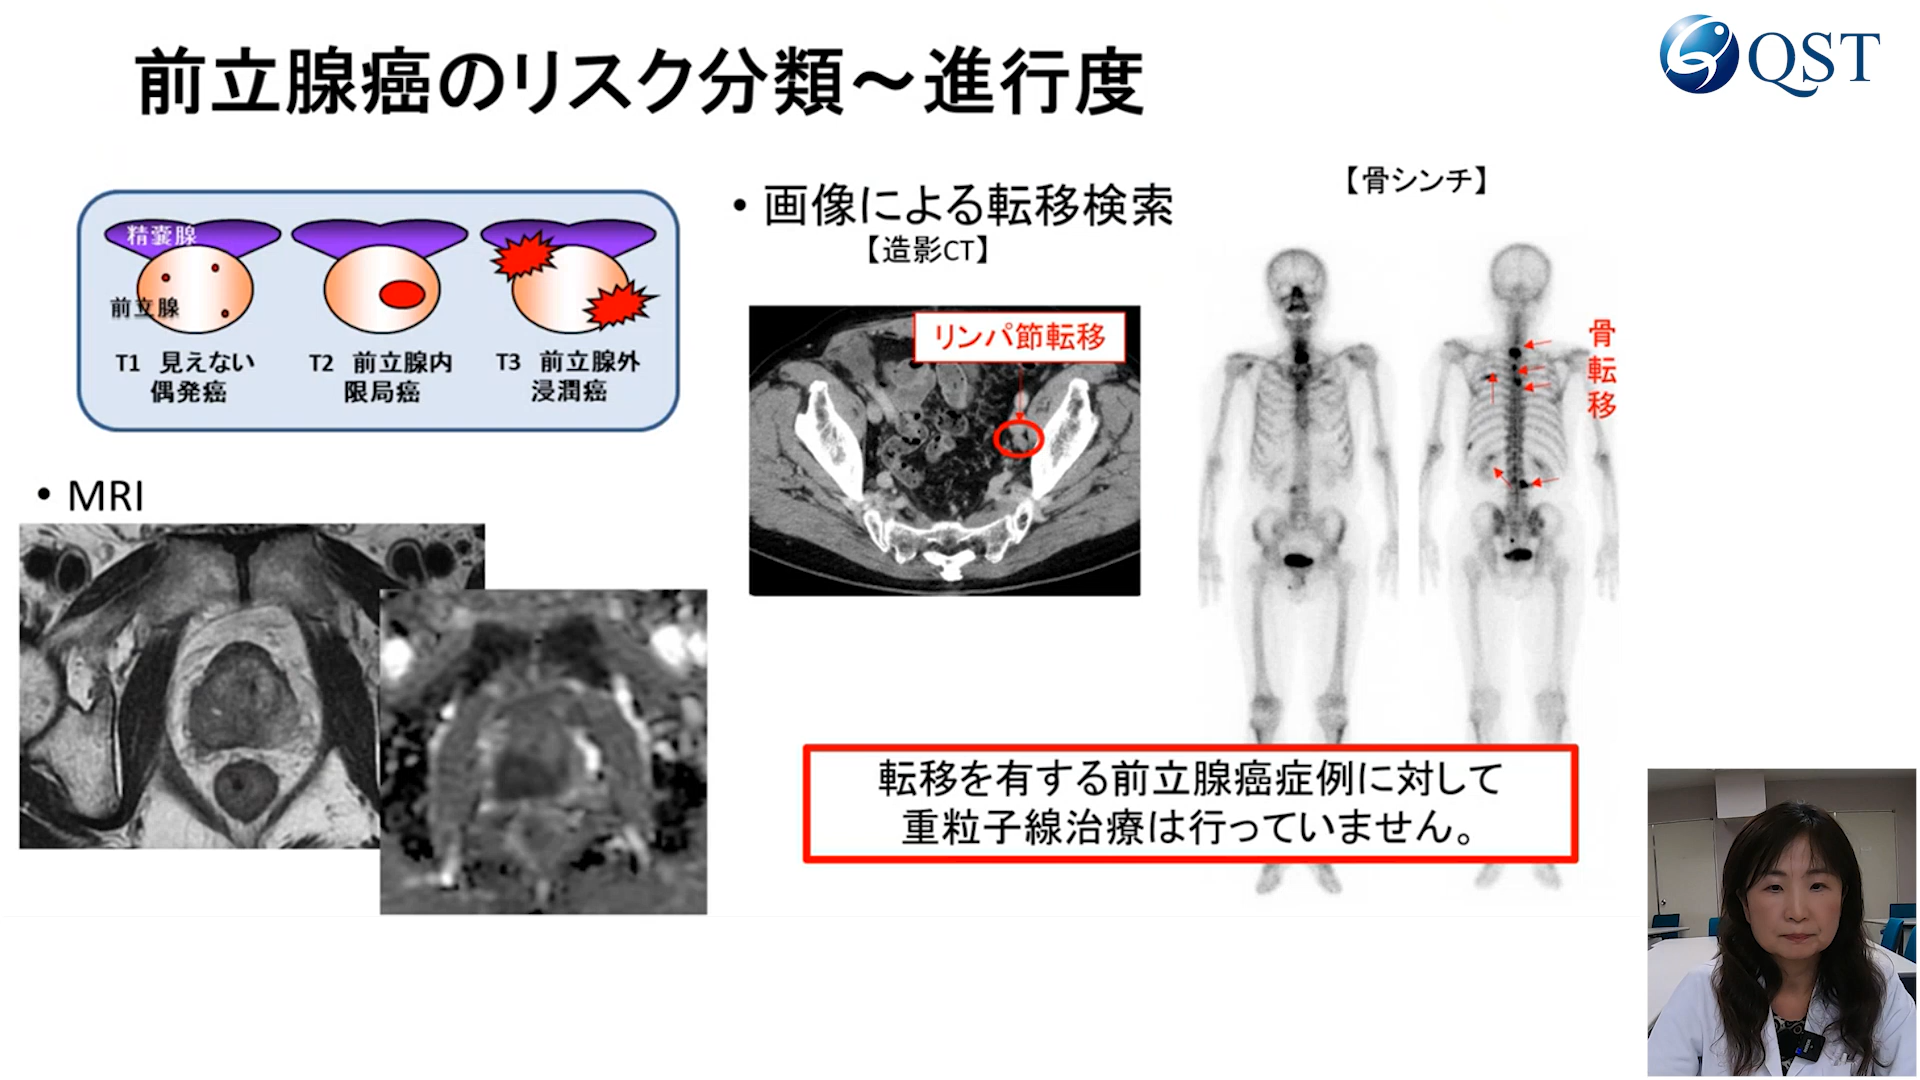 前立腺癌のリスク分類～進行度
QST
精嚢腺
前立腺
T1 見えない
偶発癌
T2 前立腺内
限局癌
T3 前立腺外
浸潤癌
• MRI
• 画像による転移検索
【造影CT】
リンパ節転移
【骨シンチ】
骨転移
転移を有する前立腺癌症例に対して
重粒子線治療は行っていません。